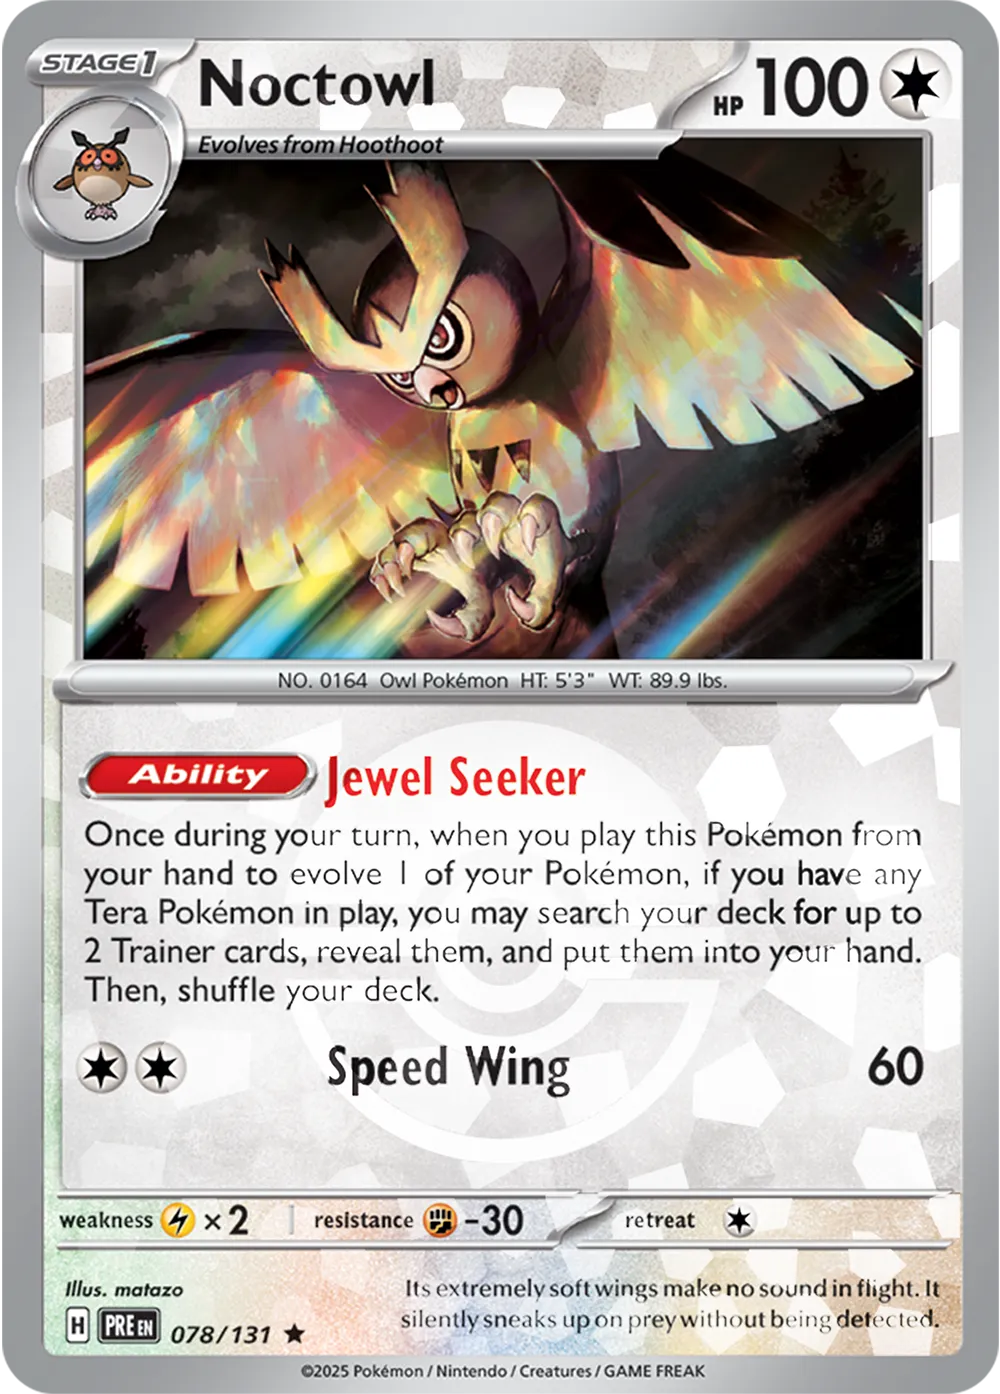 STAGE1
Noctowl
HP 100
Evolves from Hoothoot
NO. 0164 Owl Pokémon HT: 5'3" WT: 89.9 lbs.
Ability Jewel Seeker
Once during your turn, when you play this Pokémon from
your hand to evolve 1 of your Pokémon, if you have any
Tera Pokémon in play, you may search your deck for up to
2 Trainer cards, reveal them, and put them into your hand.
Then, shuffle your deck.
Speed Wing 60
weakness ×2 resistance -30 retreat
Illus. matazo
Its extremely soft wings make no sound in flight. It
silently sneaks up on prey without being detected.
H PRE EN 078/131 ★
©2025 Pokémon / Nintendo / Creatures / GAME FREAK